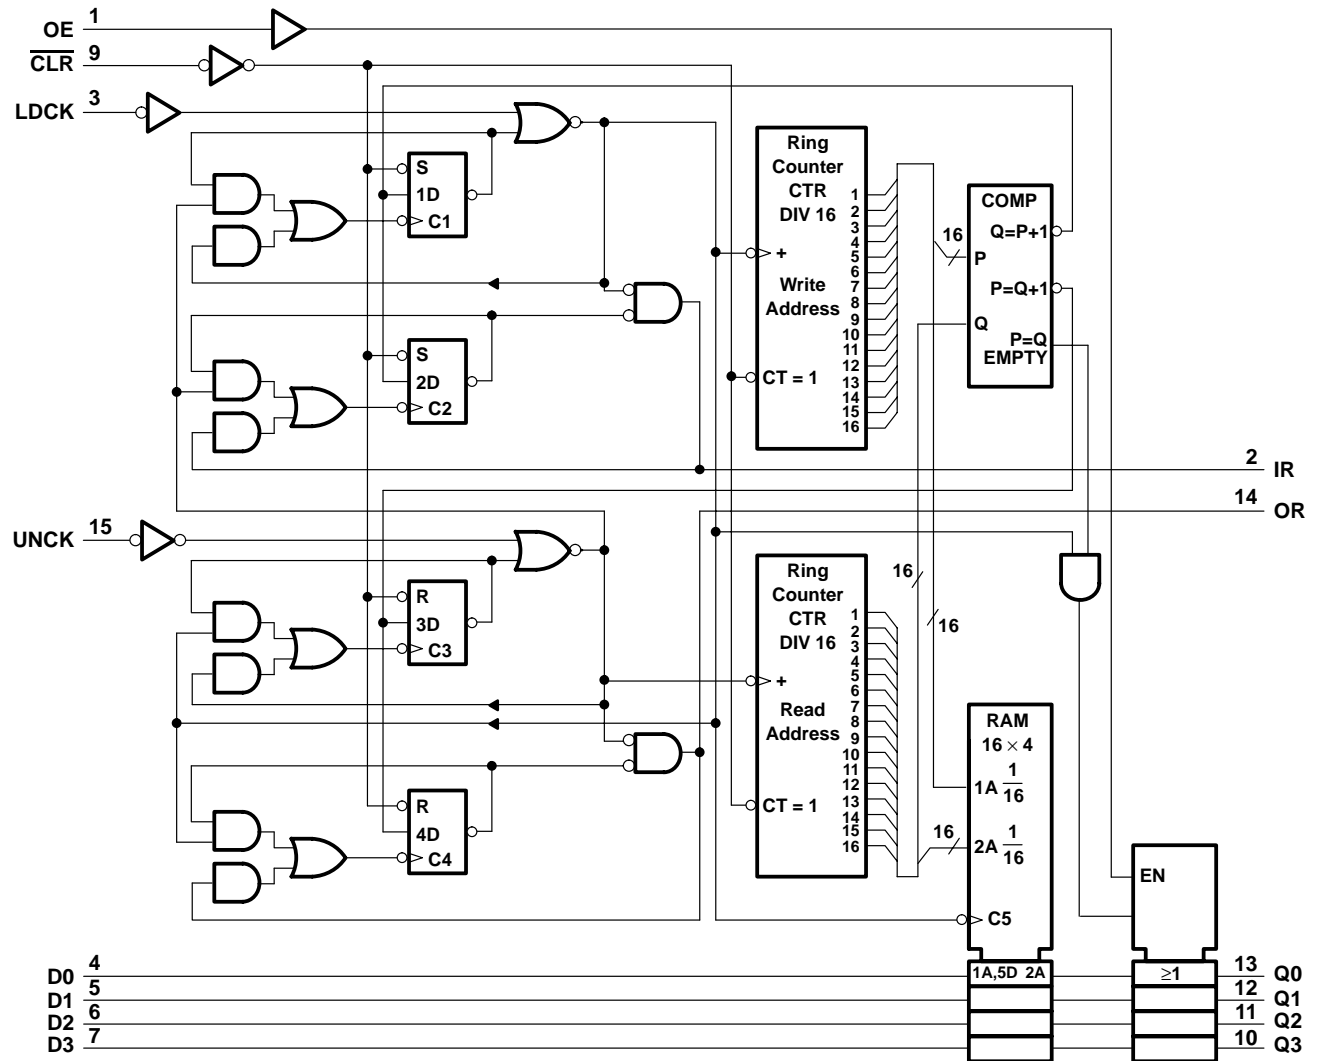 OE 1
CLR 9
LDCK 3
S
1D
C1
S
2D
C2
Ring
Counter
CTR
DIV 16
Write
Address
+
CT = 1
1
2
3
4
5
6
7
8
9
10
11
12
13
14
15
16
16
COMP
Q=P+1
P
P=Q+1
Q
P=Q
EMPTY
2 IR
14 OR
UNCK 15
R
3D
C3
R
4D
C4
Ring
Counter
CTR
DIV 16
Read
Address
+
CT = 1
1
2
3
4
5
6
7
8
9
10
11
12
13
14
15
16
16
16
16
RAM
16 × 4
1A 1/16
2A 1/16
C5
EN
D0 4
D1 5
D2 6
D3 7
1A,5D 2A
≥1
13 Q0
12 Q1
11 Q2
10 Q3